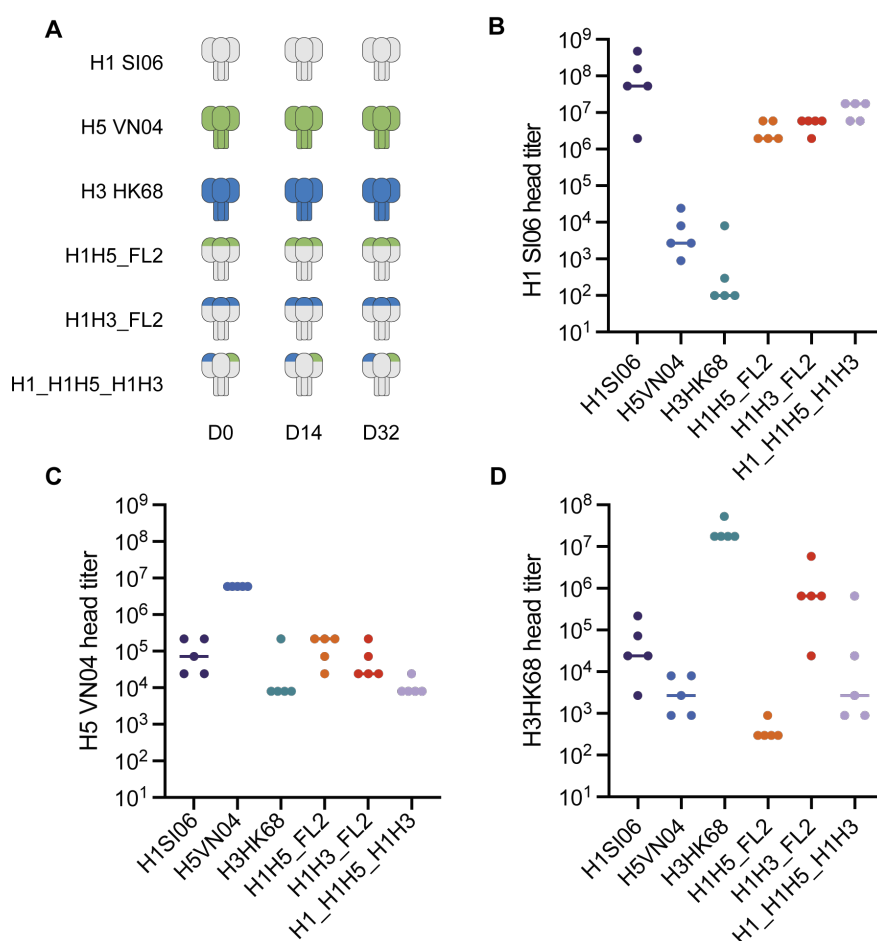 A
H1 SI06
H5 VN04
H3 HK68
H1H5_FL2
H1H3_FL2
H1_H1H5_H1H3
D0 D14 D32
B
H1 SI06 head titer
10⁹
10⁸
10⁷
10⁶
10⁵
10⁴
10³
10²
10¹
H1SI06
H5VN04
H3HK68
H1H5_FL2
H1H3_FL2
H1_H1H5_H1H3
C
H5 VN04 head titer
10⁹
10⁸
10⁷
10⁶
10⁵
10⁴
10³
10²
10¹
H1SI06
H5VN04
H3HK68
H1H5_FL2
H1H3_FL2
H1_H1H5_H1H3
D
H3HK68 head titer
10⁸
10⁷
10⁶
10⁵
10⁴
10³
10²
10¹
H1SI06
H5VN04
H3HK68
H1H5_FL2
H1H3_FL2
H1_H1H5_H1H3